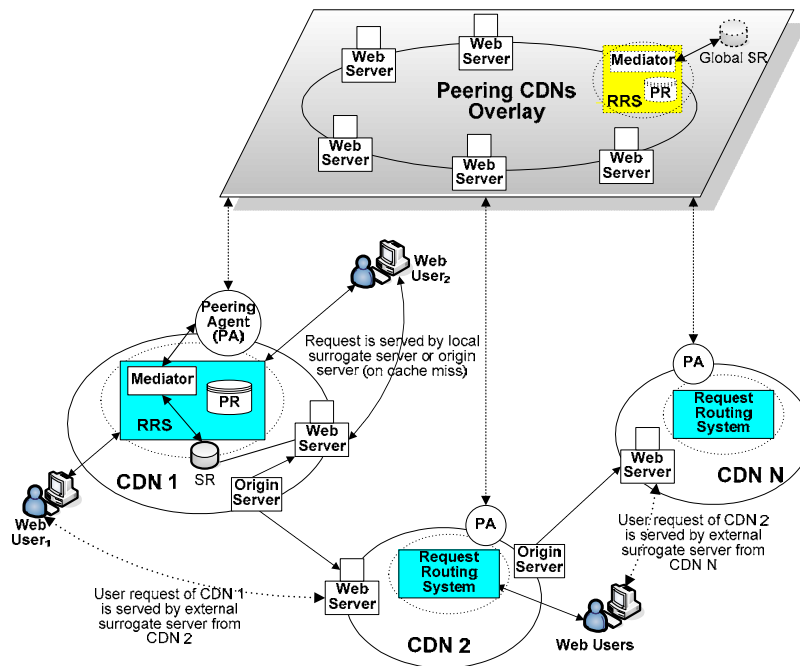 Web
Server
Web
Server
Mediator
Global SR
PR
RRS
Peering CDNs
Overlay
Web
Server
Web
Server
Web
Server
Web
User2
Peering
Agent
(PA)
Request is served by local
surrogate server or origin
server (on cache miss)
PA
Mediator
PR
RRS
Request
Routing
System
Web
Server
SR
CDN 1
Origin
Server
Web
Server
CDN N
Web
User1
PA
User request of CDN 2
is served by external
surrogate server from
CDN N
Request
Routing
System
Origin
Server
User request of CDN 1
is served by external
surrogate server from
CDN 2
Web
Server
CDN 2
Web Users